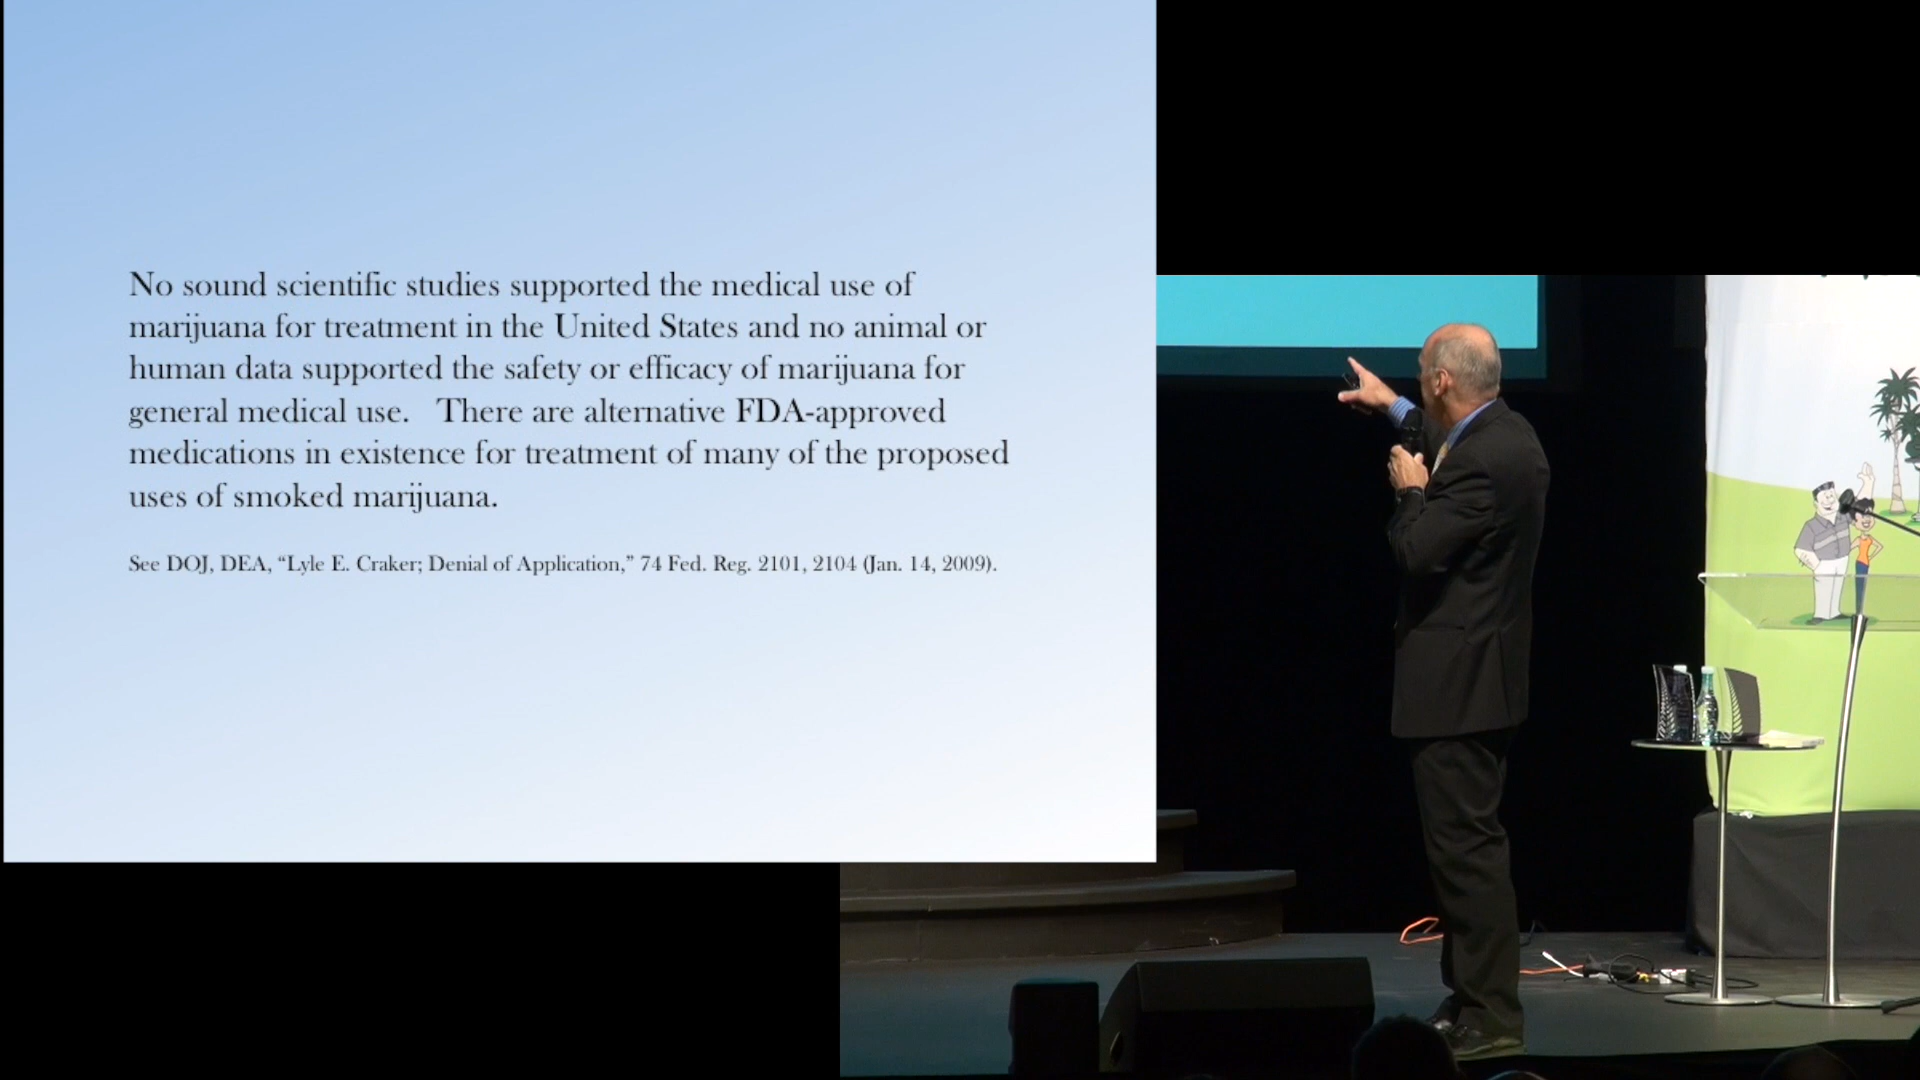 No sound scientific studies supported the medical use of
marijuana for treatment in the United States and no animal or
human data supported the safety or efficacy of marijuana for
general medical use.   There are alternative FDA-approved
medications in existence for treatment of many of the proposed
uses of smoked marijuana.
See DOJ, DEA, “Lyle E. Craker; Denial of Application,” 74 Fed. Reg. 2101, 2104 (Jan. 14, 2009).